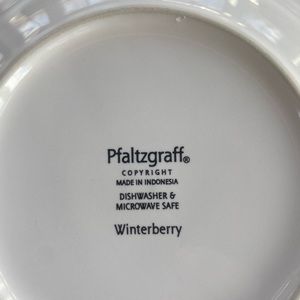 Pfaltzgraff®
COPYRIGHT
MADE IN INDONESIA
DISHWASHER &
MICROWAVE SAFE
Winterberry